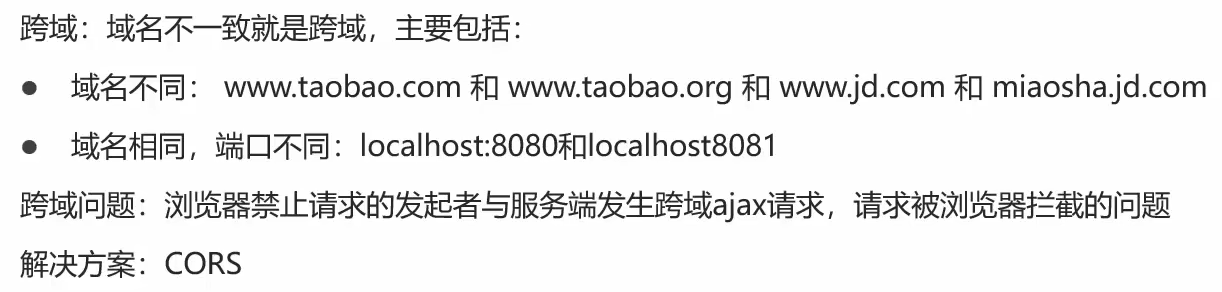 跨域：域名不一致就是跨域，主要包括：
● 域名不同： www.taobao.com 和 www.taobao.org 和 www.jd.com 和 miaosha.jd.com
● 域名相同，端口不同：localhost:8080和localhost8081
跨域问题：浏览器禁止请求的发起者与服务端发生跨域ajax请求，请求被浏览器拦截的问题
解决方案：CORS